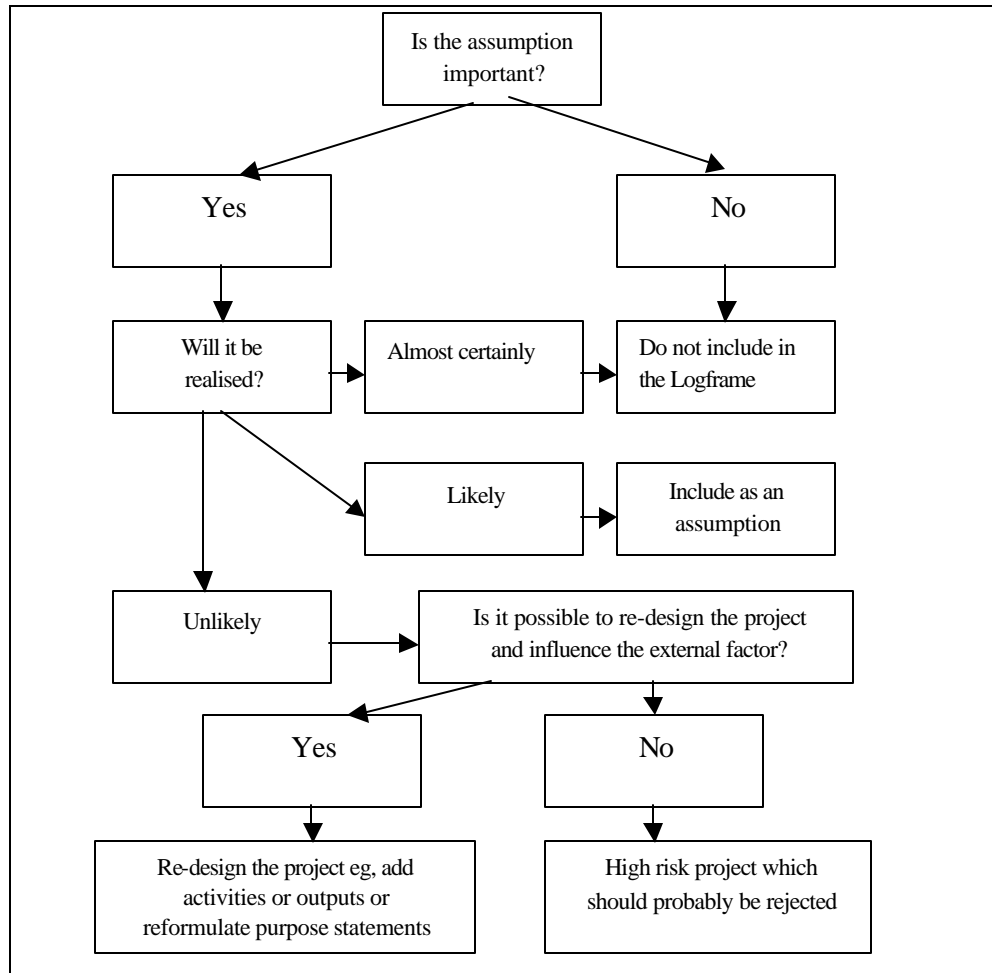 Is the assumption
important?
Yes
No
Will it be
realised?
Almost certainly
Do not include in
the Logframe
Likely
Include as an
assumption
Unlikely
Is it possible to re-design the project
and influence the external factor?
Yes
No
Re-design the project eg, add
activities or outputs or
reformulate purpose statements
High risk project which
should probably be rejected